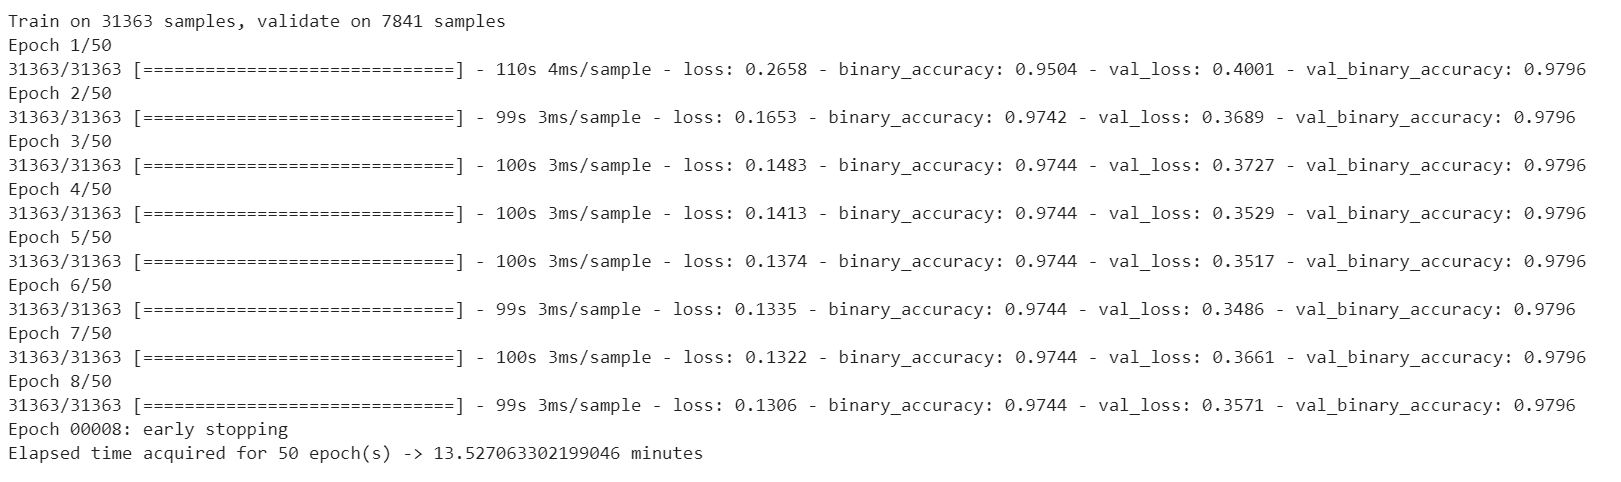 Train on 31363 samples, validate on 7841 samples
Epoch 1/50
31363/31363 [==============================] - 110s 4ms/sample - loss: 0.2658 - binary_accuracy: 0.9504 - val_loss: 0.4001 - val_binary_accuracy: 0.9796
Epoch 2/50
31363/31363 [==============================] - 99s 3ms/sample - loss: 0.1653 - binary_accuracy: 0.9742 - val_loss: 0.3689 - val_binary_accuracy: 0.9796
Epoch 3/50
31363/31363 [==============================] - 100s 3ms/sample - loss: 0.1483 - binary_accuracy: 0.9744 - val_loss: 0.3727 - val_binary_accuracy: 0.9796
Epoch 4/50
31363/31363 [==============================] - 100s 3ms/sample - loss: 0.1413 - binary_accuracy: 0.9744 - val_loss: 0.3529 - val_binary_accuracy: 0.9796
Epoch 5/50
31363/31363 [==============================] - 100s 3ms/sample - loss: 0.1374 - binary_accuracy: 0.9744 - val_loss: 0.3517 - val_binary_accuracy: 0.9796
Epoch 6/50
31363/31363 [==============================] - 99s 3ms/sample - loss: 0.1335 - binary_accuracy: 0.9744 - val_loss: 0.3486 - val_binary_accuracy: 0.9796
Epoch 7/50
31363/31363 [==============================] - 100s 3ms/sample - loss: 0.1322 - binary_accuracy: 0.9744 - val_loss: 0.3661 - val_binary_accuracy: 0.9796
Epoch 8/50
31363/31363 [==============================] - 99s 3ms/sample - loss: 0.1306 - binary_accuracy: 0.9744 - val_loss: 0.3571 - val_binary_accuracy: 0.9796
Epoch 00008: early stopping
Elapsed time acquired for 50 epoch(s) -> 13.527063302199046 minutes